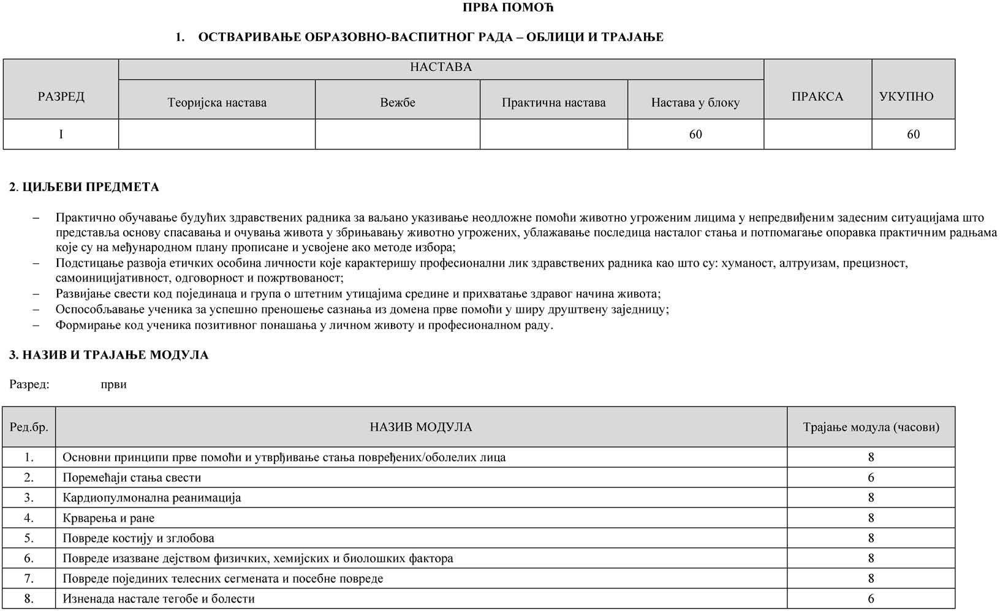 ПРВА ПОМОЋ
1. ОСТВАРИВАЊЕ ОБРАЗОВНО-ВАСПИТНОГ РАДА – ОБЛИЦИ И ТРАЈАЊЕ
РАЗРЕД НАСТАВА ПРАКСА УКУПНО
Теоријска настава Вежбе Практична настава Настава у блоку
I 60 60
2. ЦИЉЕВИ ПРЕДМЕТА
– Практично обучавање будућих здравствених радника за ваљано указивање неодложне помоћи животно угроженим лицима у непредвиђеним задесним ситуацијама што
представља основу спасавања и очувања живота у збрињавању животно угрожених, ублажавање последица насталог стања и потпомагање опоравка практичним радњама
које су на међународном плану прописане и усвојене ако методе избора;
– Подстицање развоја етичких особина личности које карактеришу професионални лик здравствених радника као што су: хуманост, алтруизам, прецизност,
самоиницијативност, одговорност и пожртвованост;
– Развијање свести код појединаца и група о штетним утицајима средине и прихватање здравог начина живота;
– Оспособљавање ученика за успешно преношење сазнања из домена прве помоћи у ширу друштвену заједницу;
– Формирање код ученика позитивног понашања у личном животу и професионалном раду.
3. НАЗИВ И ТРАЈАЊЕ МОДУЛА
Разред: први
Ред.бр. НАЗИВ МОДУЛА Трајање модула (часови)
1. Основни принципи прве помоћи и утврђивање стања повређених/оболелих лица 8
2. Поремећаји стања свести 6
3. Кардиопулмонална реанимација 8
4. Крварења и ране 8
5. Повреде костију и зглобова 8
6. Повреде изазване дејством физичких, хемијских и биолошких фактора 8
7. Повреде појединих телесних сегмената и посебне повреде 8
8. Изненада настале тегобе и болести 6